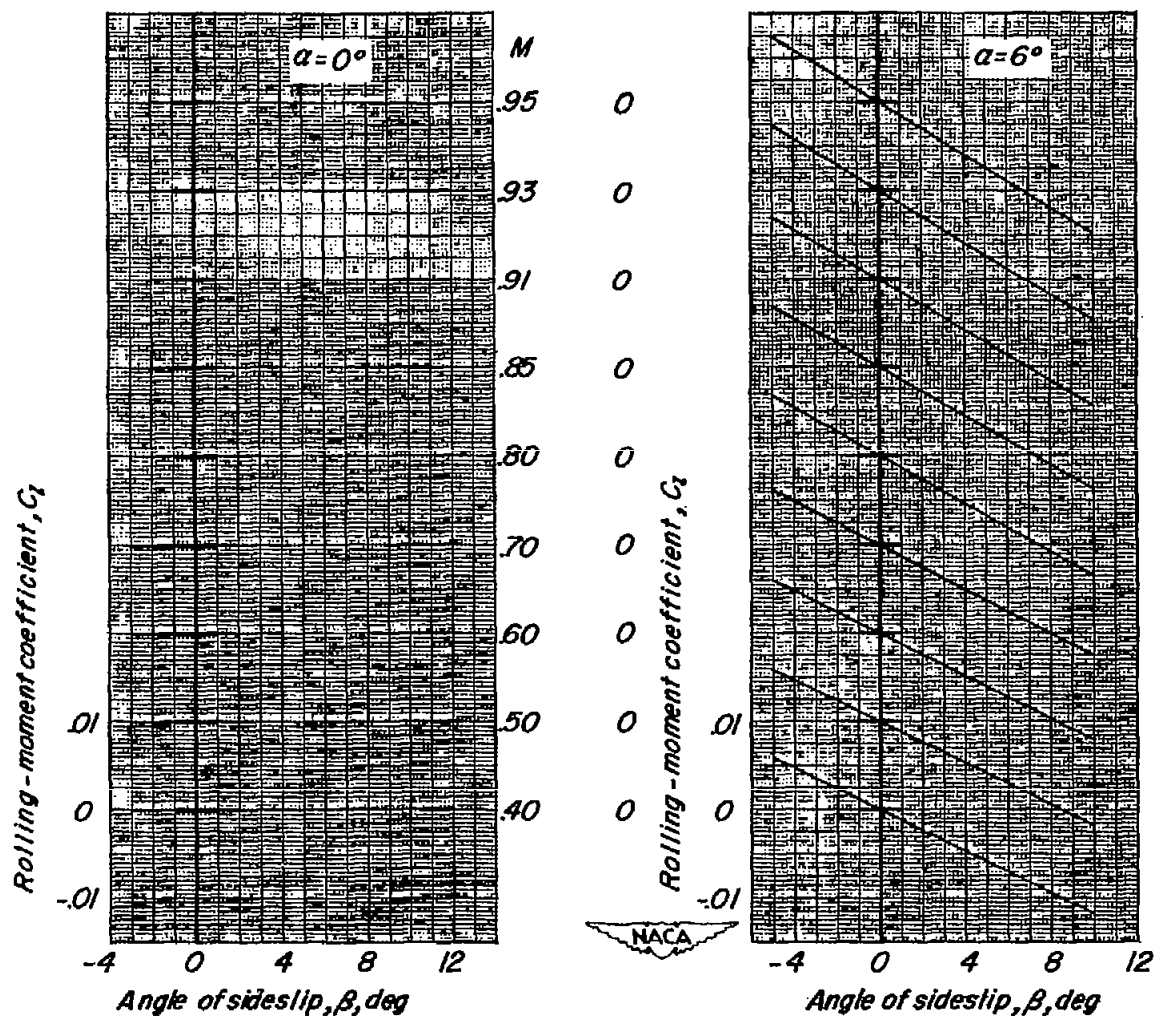 α=0°
M
.95
.93
.91
.85
.80
.70
.60
.50
.40
0
0
0
0
0
0
0
0
0
Rolling-moment coefficient, Cₗ
.01
0
-.01
-4 0 4 8 12
Angle of sideslip, β, deg
NACA
α=6°
Rolling-moment coefficient, Cₗ
.01
0
-.01
-4 0 4 8 12
Angle of sideslip, β, deg